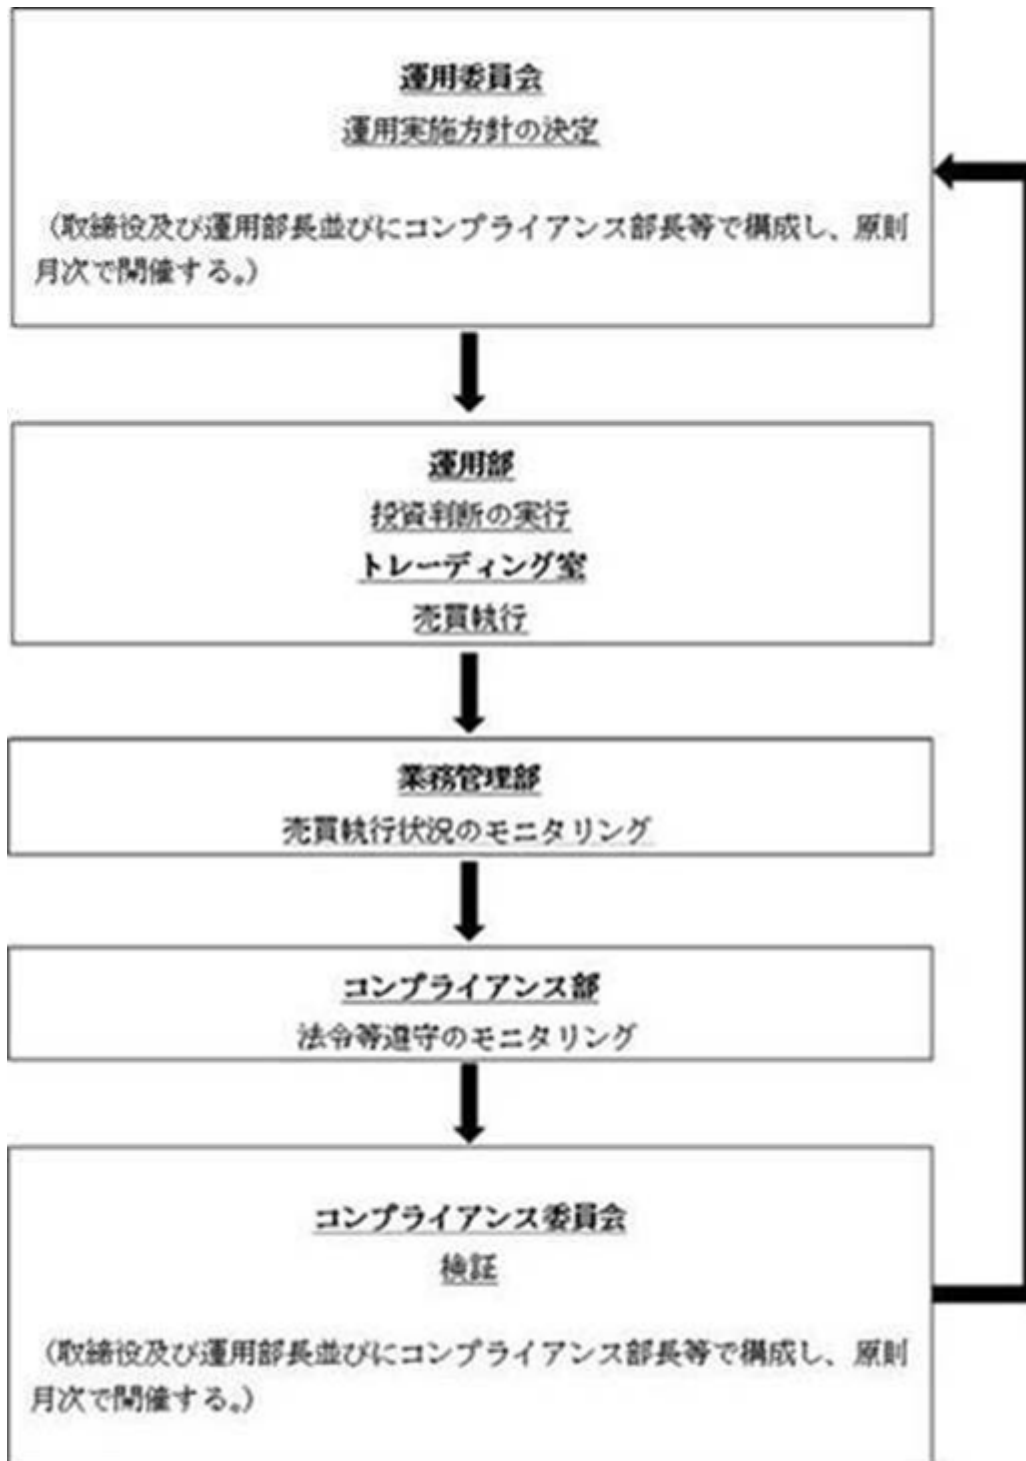 運用委員会
運用実施方針の決定
（取締役及び運用部長並びにコンプライアンス部長等で構成し、原則
月次で開催する。）
運用部
投資判断の実行
トレーディング室
売買執行
業務管理部
売買執行状況のモニタリング
コンプライアンス部
法令等遵守のモニタリング
コンプライアンス委員会
検証
（取締役及び運用部長並びにコンプライアンス部長等で構成し、原則
月次で開催する。）